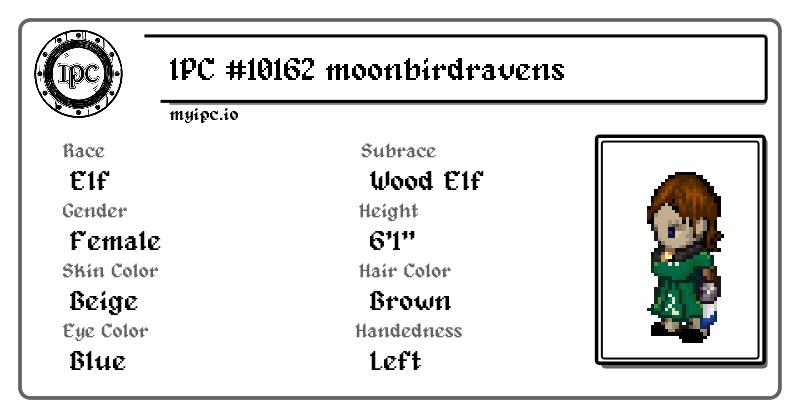 IPC
IPC #10162 moonbirdravens
myipc.io
Race
Elf
Subrace
Wood Elf
Gender
Female
Height
6'1"
Skin Color
Beige
Hair Color
Brown
Eye Color
Blue
Handedness
Left